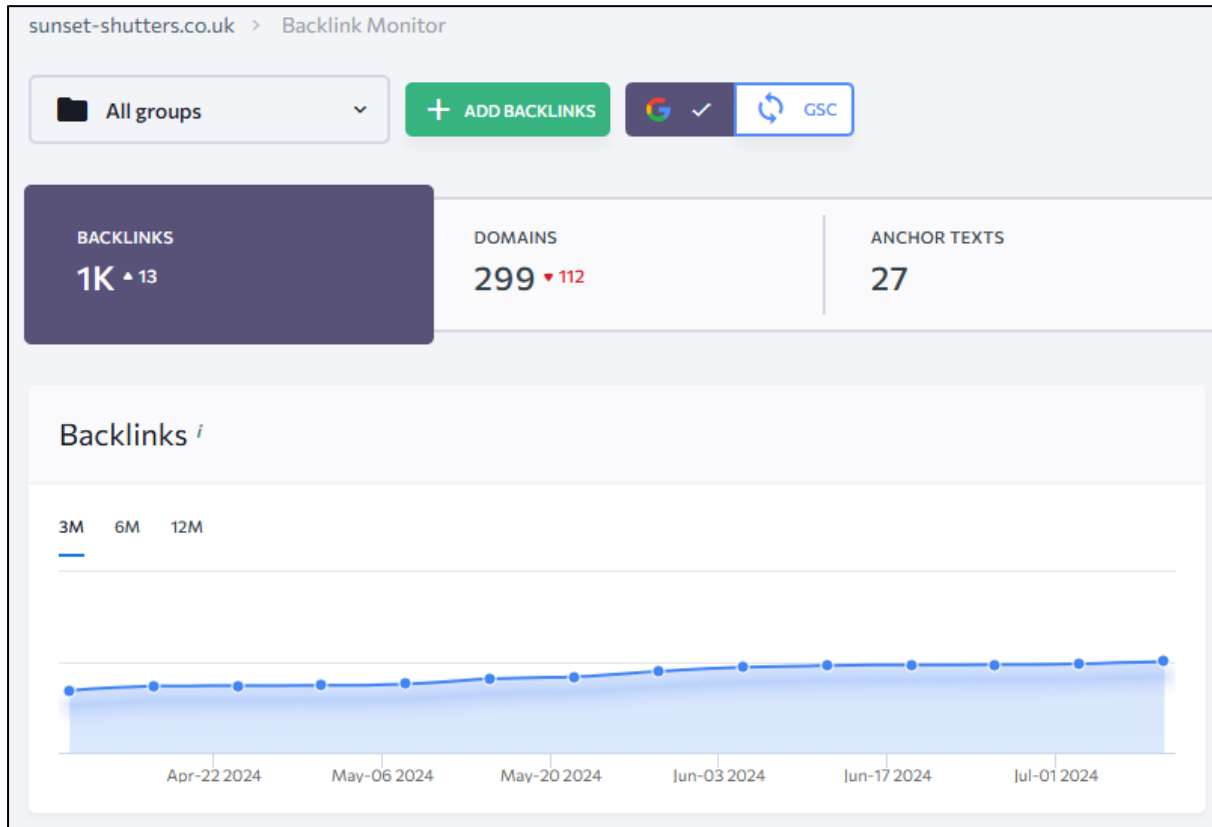 sunset-shutters.co.uk > Backlink Monitor
All groups + ADD BACKLINKS G GSC
BACKLINKS DOMAINS ANCHOR TEXTS
1K ▲ 13 299 ▼ 112 27
Backlinks i
3M 6M 12M
Apr-22 2024 May-06 2024 May-20 2024 Jun-03 2024 Jun-17 2024 Jul-01 2024